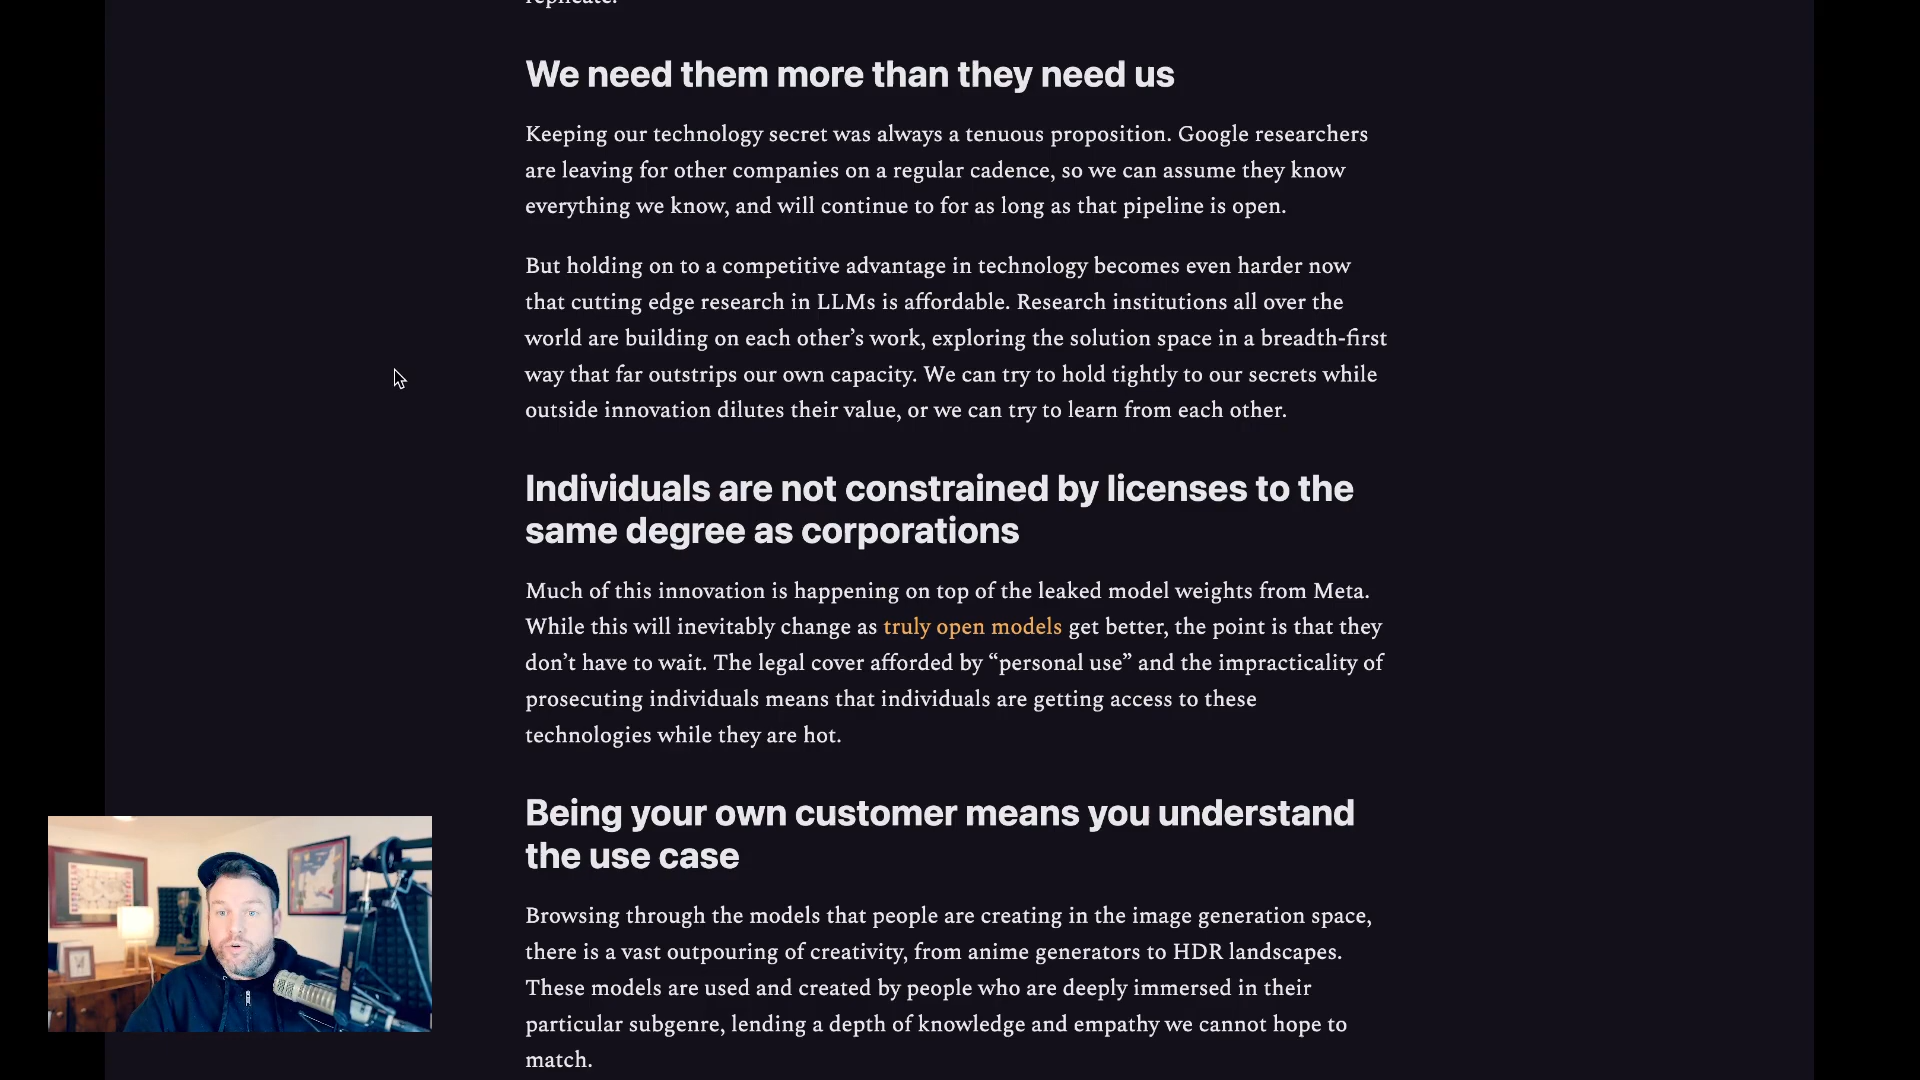 replicate.
We need them more than they need us
Keeping our technology secret was always a tenuous proposition. Google researchers
are leaving for other companies on a regular cadence, so we can assume they know
everything we know, and will continue to for as long as that pipeline is open.
But holding on to a competitive advantage in technology becomes even harder now
that cutting edge research in LLMs is affordable. Research institutions all over the
world are building on each other’s work, exploring the solution space in a breadth-first
way that far outstrips our own capacity. We can try to hold tightly to our secrets while
outside innovation dilutes their value, or we can try to learn from each other.
Individuals are not constrained by licenses to the
same degree as corporations
Much of this innovation is happening on top of the leaked model weights from Meta.
While this will inevitably change as truly open models get better, the point is that they
don’t have to wait. The legal cover afforded by “personal use” and the impracticality of
prosecuting individuals means that individuals are getting access to these
technologies while they are hot.
Being your own customer means you understand
the use case
Browsing through the models that people are creating in the image generation space,
there is a vast outpouring of creativity, from anime generators to HDR landscapes.
These models are used and created by people who are deeply immersed in their
particular subgenre, lending a depth of knowledge and empathy we cannot hope to
match.